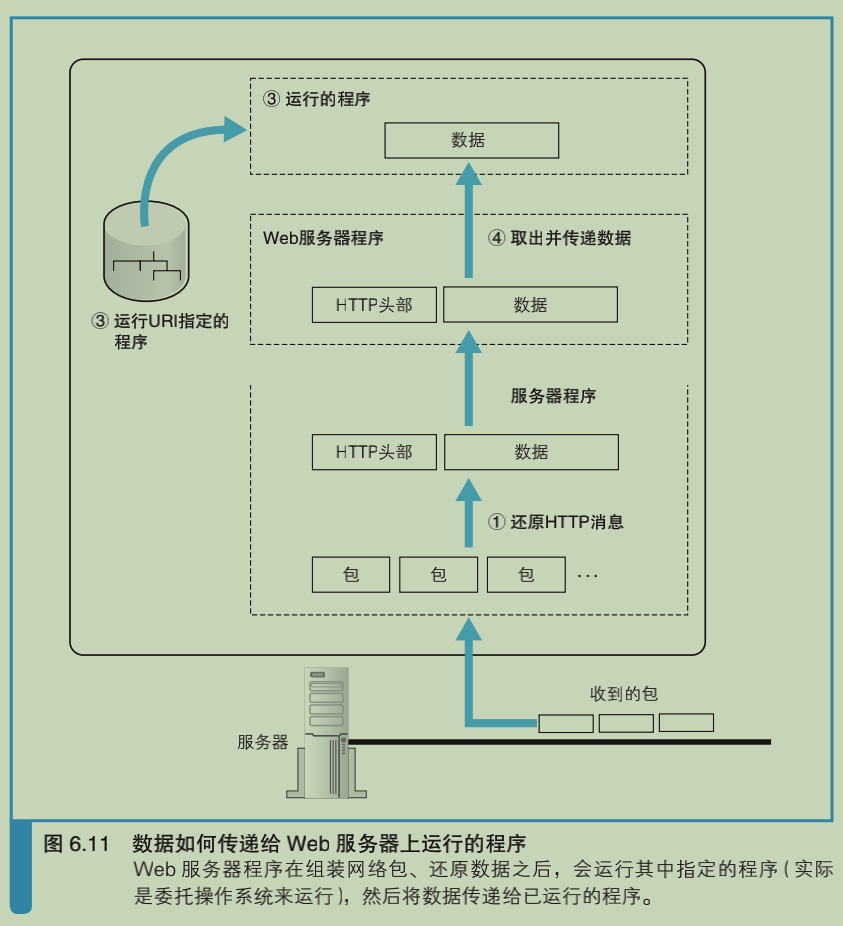 ③ 运行的程序
数据
Web服务器程序
④ 取出并传递数据
HTTP头部
数据
③ 运行URI指定的
程序
服务器程序
HTTP头部
数据
① 还原HTTP消息
包
包
包
…
收到的包
服务器
图 6.11 数据如何传递给 Web 服务器上运行的程序
Web 服务器程序在组装网络包、还原数据之后，会运行其中指定的程序（实际
是委托操作系统来运行），然后将数据传递给已运行的程序。